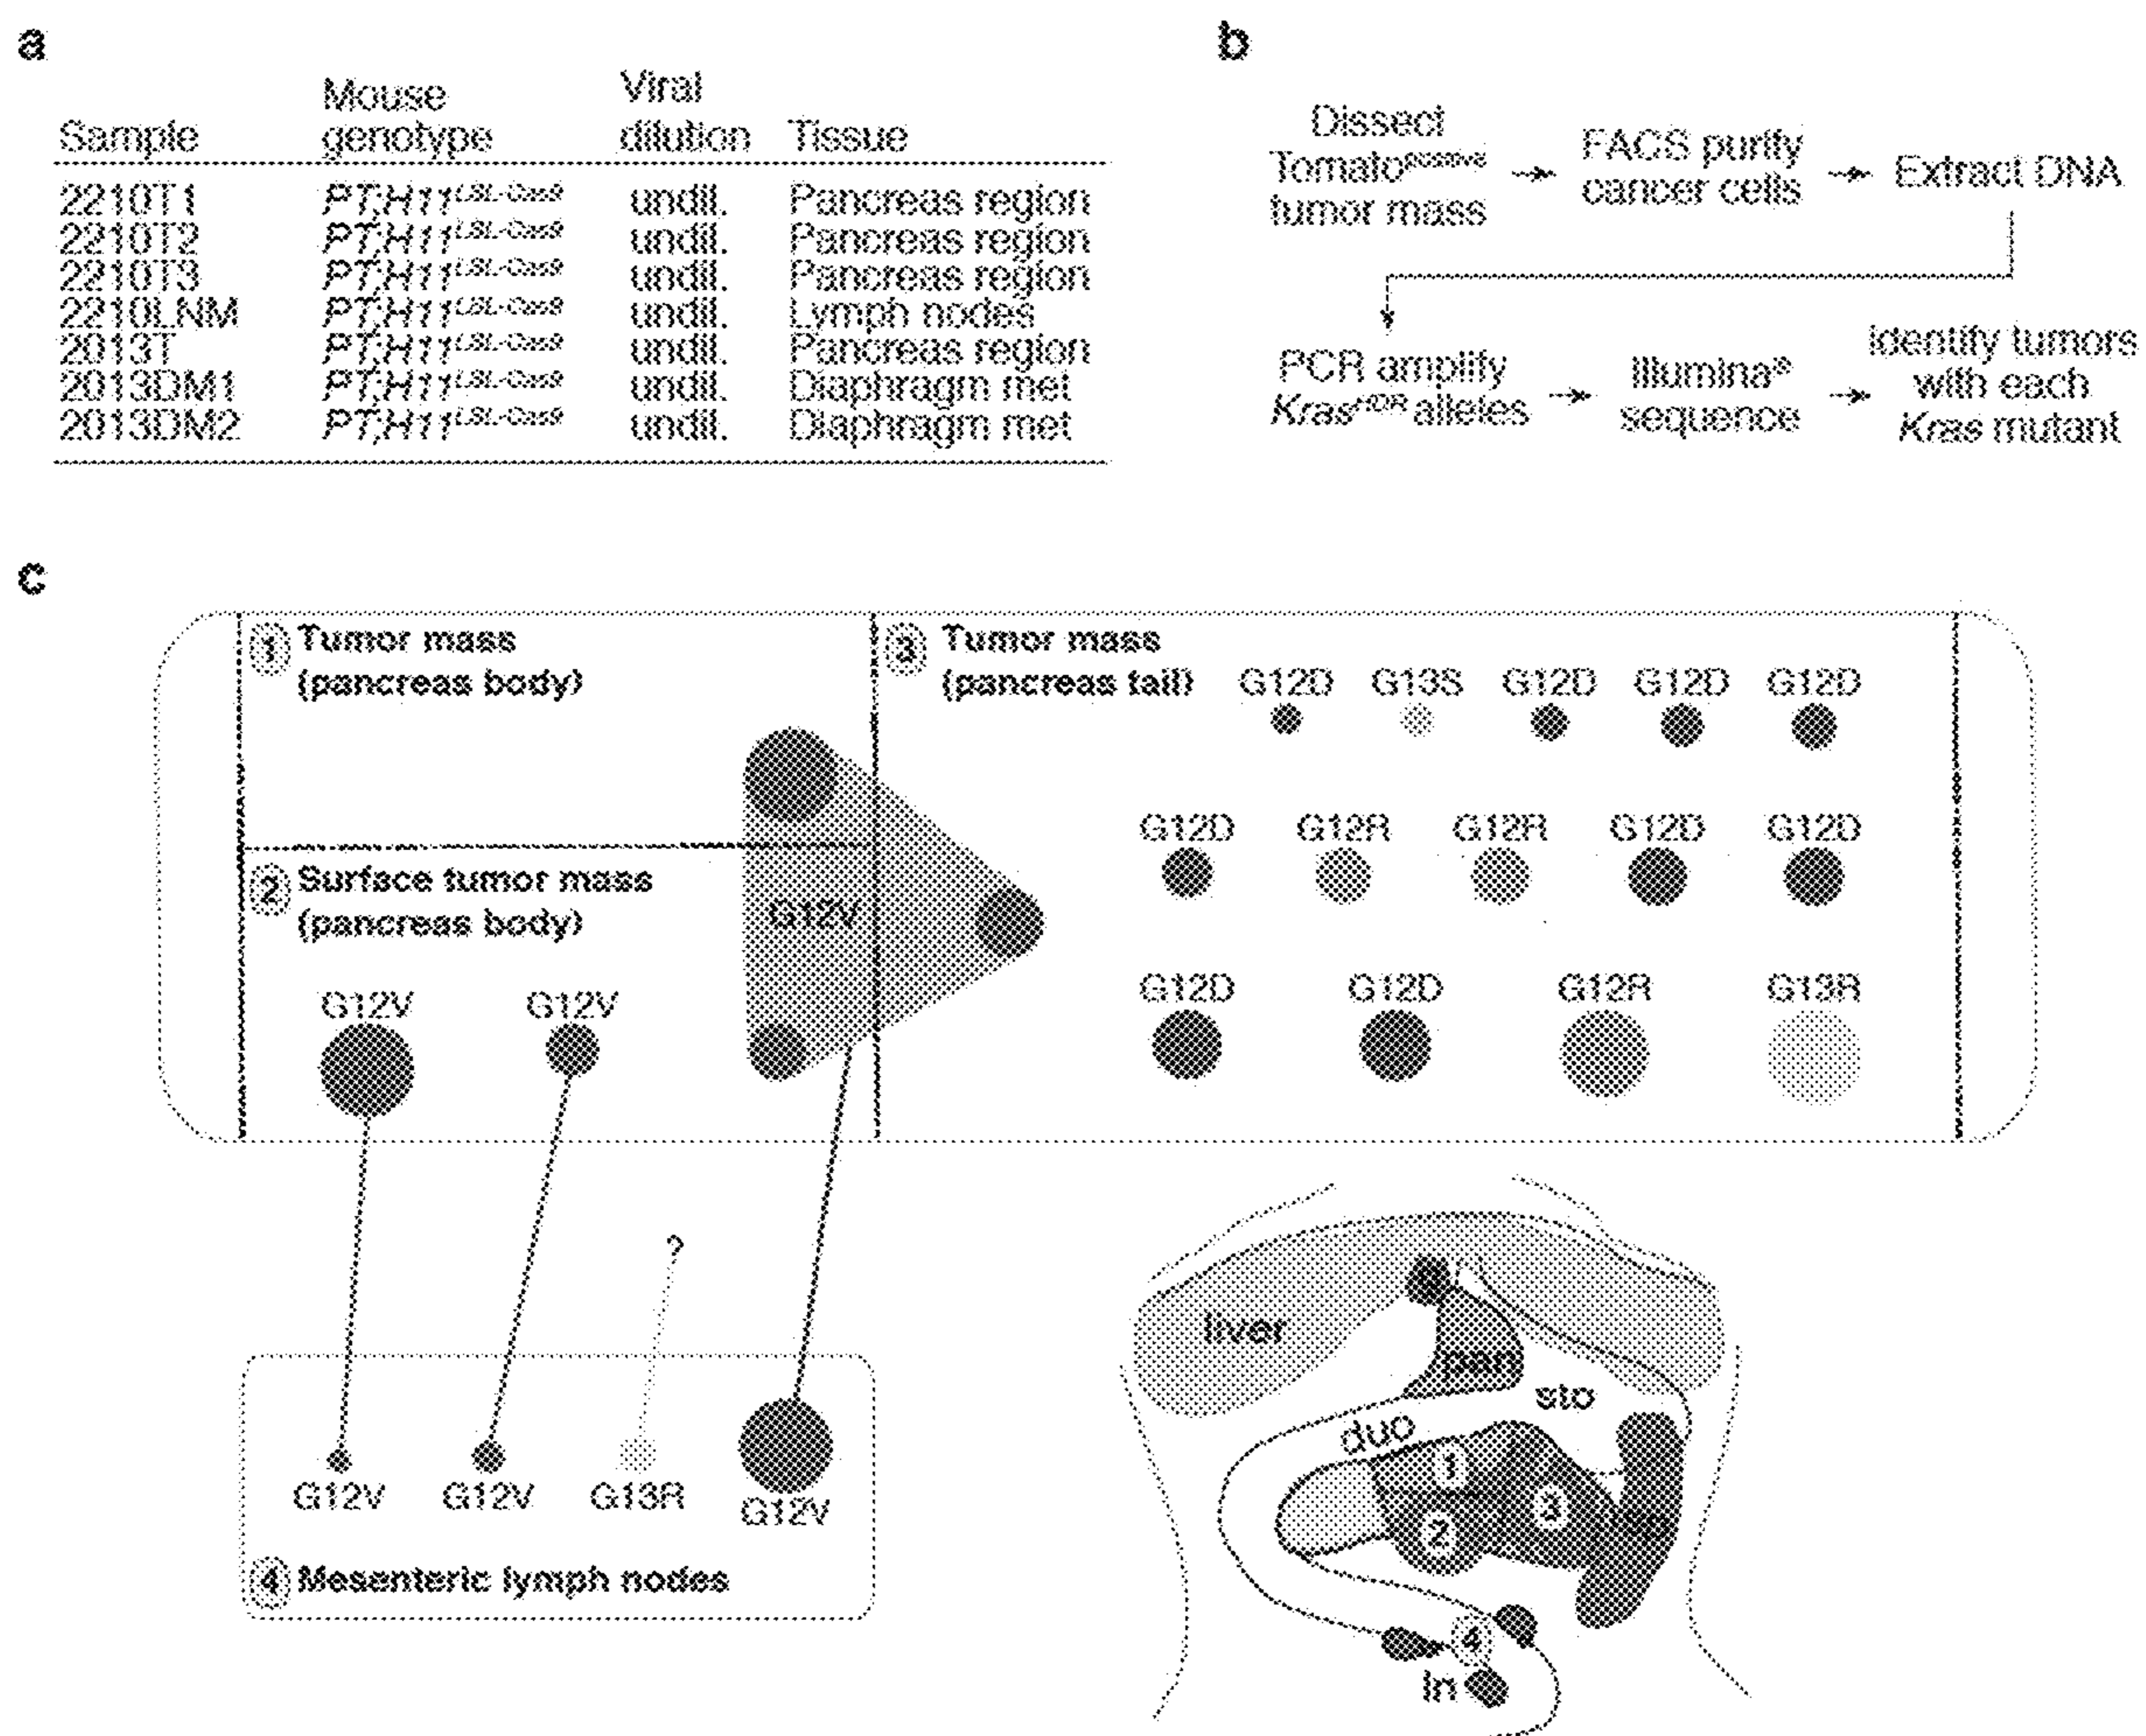 a
Sample Mouse genotype Viral dilution Tissue
2210T1 PT;H11LSL-Cas9 undil. Pancreas region
2210T2 PT;H11LSL-Cas9 undil. Pancreas region
2210T3 PT;H11LSL-Cas9 undil. Pancreas region
2210LNM PT;H11LSL-Cas9 undil. Lymph nodes
2013T PT;H11LSL-Cas9 undil. Pancreas region
2013DM1 PT;H11LSL-Cas9 undil. Diaphragm met
2013DM2 PT;H11LSL-Cas9 undil. Diaphragm met
b
Dissect
Tomatopositive
tumor mass
FACS purify
cancer cells
Extract DNA
PCR amplify
KrasHDR alleles
Illumina®
sequence
Identify tumors
with each
Kras mutant
c
1 Tumor mass
(pancreas body)
2 Surface tumor mass
(pancreas body)
G12V
G12V G12V
3 Tumor mass
(pancreas tail)
G12D G13S G12D G12D G12D
G12D G12R G12R G12D G12D
G12D G12D G12R G13R
?
G12V G12V G13R G12V
4 Mesenteric lymph nodes
liver
pan
sto
duo
1
2
3
4